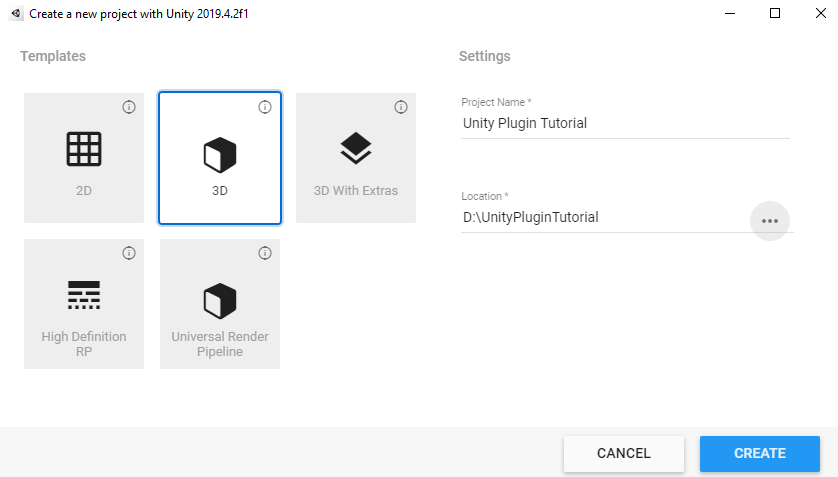 Create a new project with Unity 2019.4.2f1
Templates
Settings
2D
3D
3D With Extras
High Definition
RP
Universal Render
Pipeline
Project Name *
Unity Plugin Tutorial
Location *
D:\UnityPluginTutorial
CANCEL
CREATE